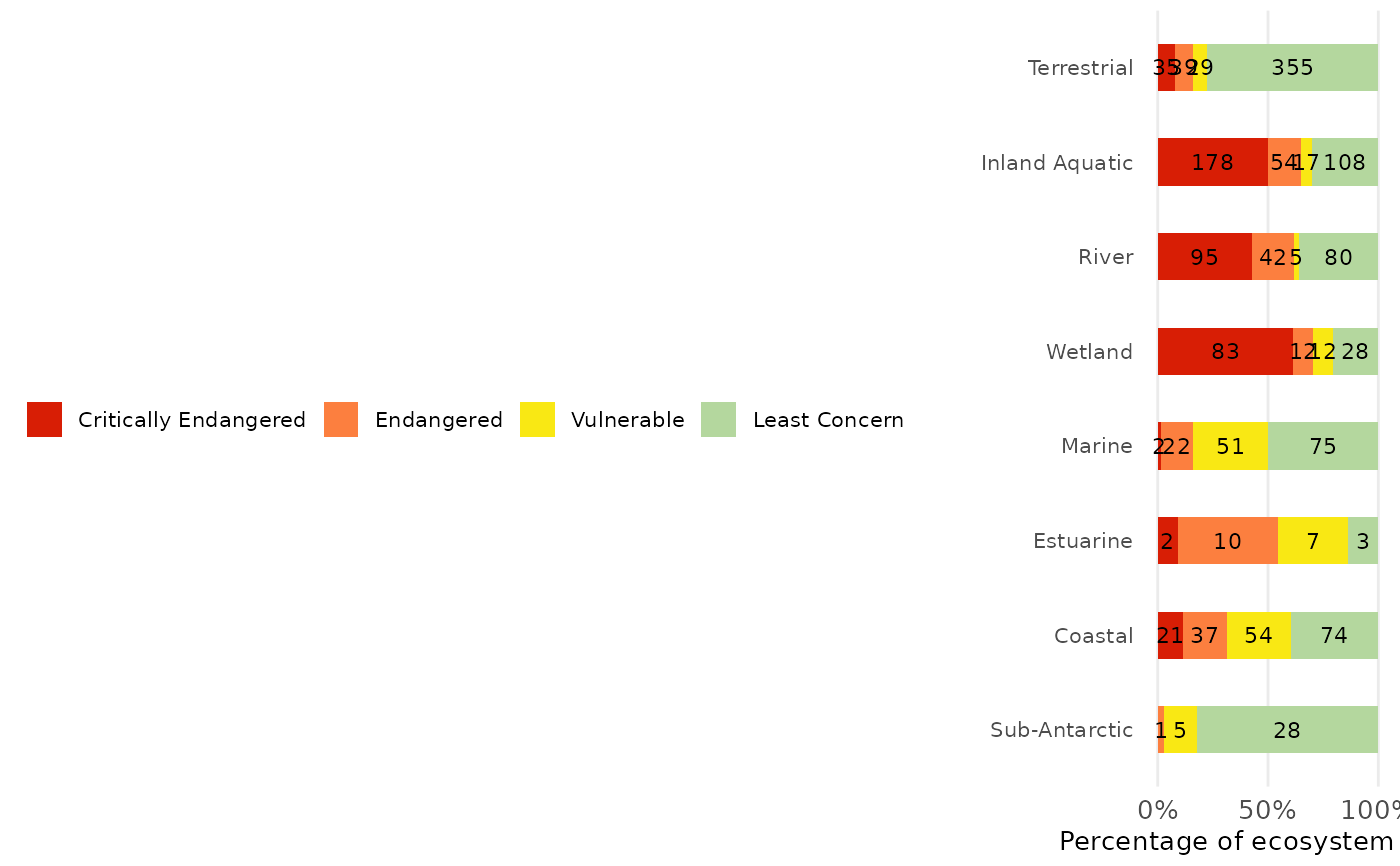 Terrestrial 35 39 29 355
Inland Aquatic 178 54 17 108
River 95 42 5 80
Wetland 83 12 12 28
Critically Endangered Endangered Vulnerable Least Concern
Marine 2 22 51 75
Estuarine 2 10 7 3
Coastal 21 37 54 74
Sub-Antarctic 1 5 28
0% 50% 100%
Percentage of ecosystem